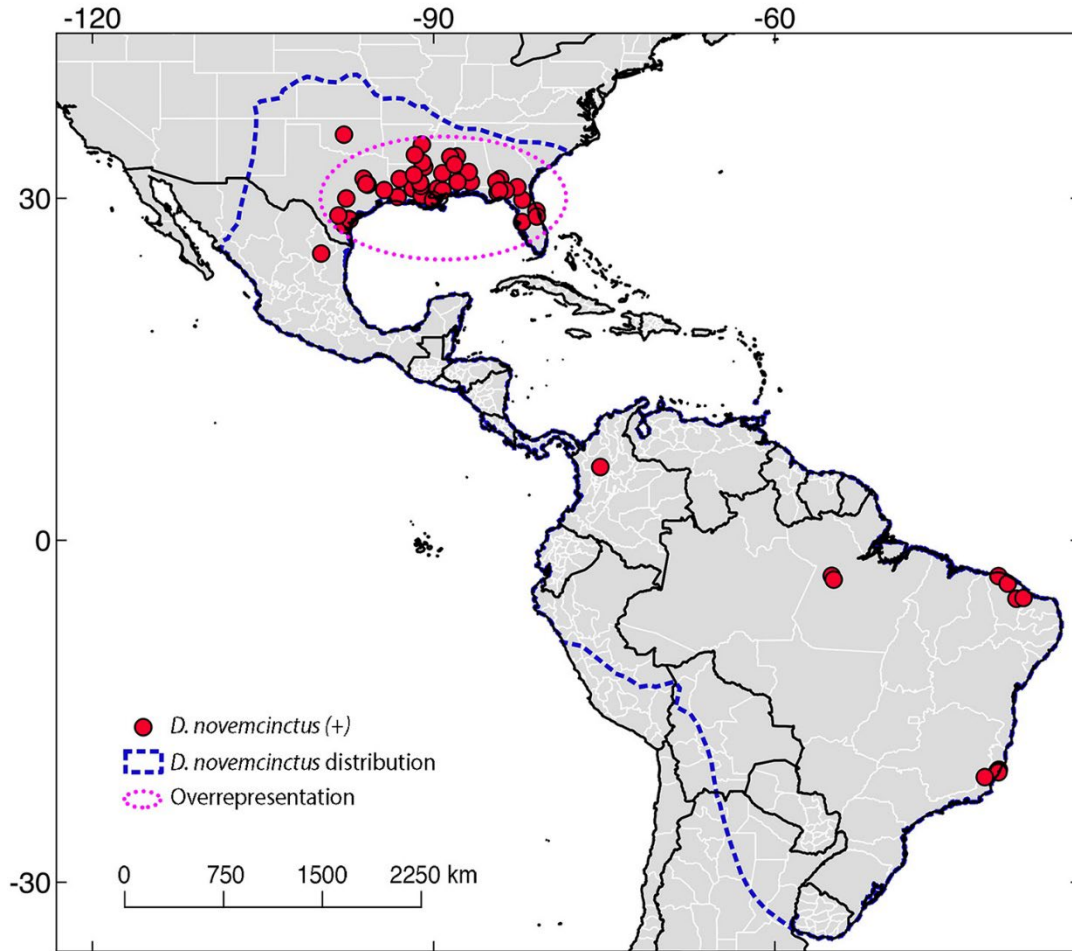 -120 -90 -60
30
0
-30
D. novemcinctus (+)
D. novemcinctus distribution
Overrepresentation
0 750 1500 2250 km